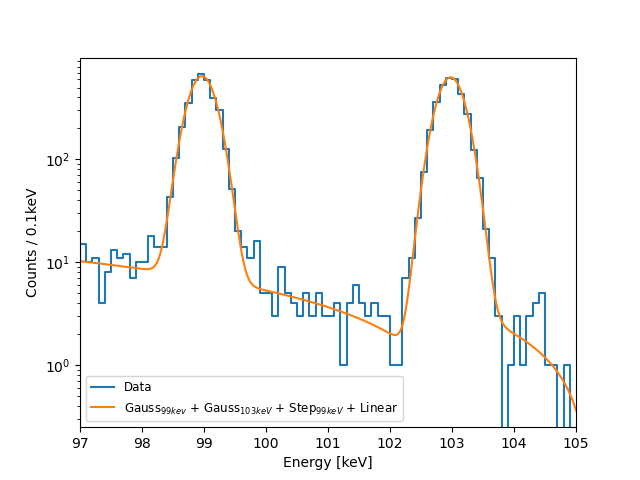 Counts / 0.1keV
10²
10¹
10⁰
Data
Gauss₉₉ₖₑᵥ + Gauss₁₀₃ₖₑV + Step₉₉ₖₑV + Linear
97 98 99 100 101 102 103 104 105
Energy [keV]